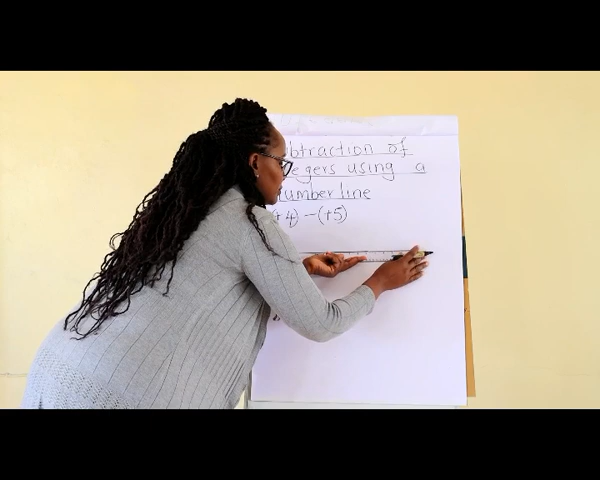 btraction of
egers using a
umber line
(+4) - (+5)